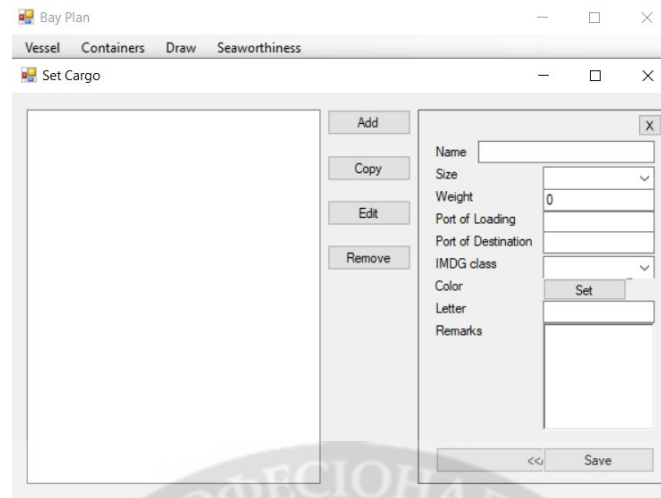 Bay Plan
Vessel Containers Draw Seaworthiness
Set Cargo
Add
Copy
Edit
Remove
X
Name
Size
Weight 0
Port of Loading
Port of Destination
IMDG class
Color Set
Letter
Remarks
<< Save